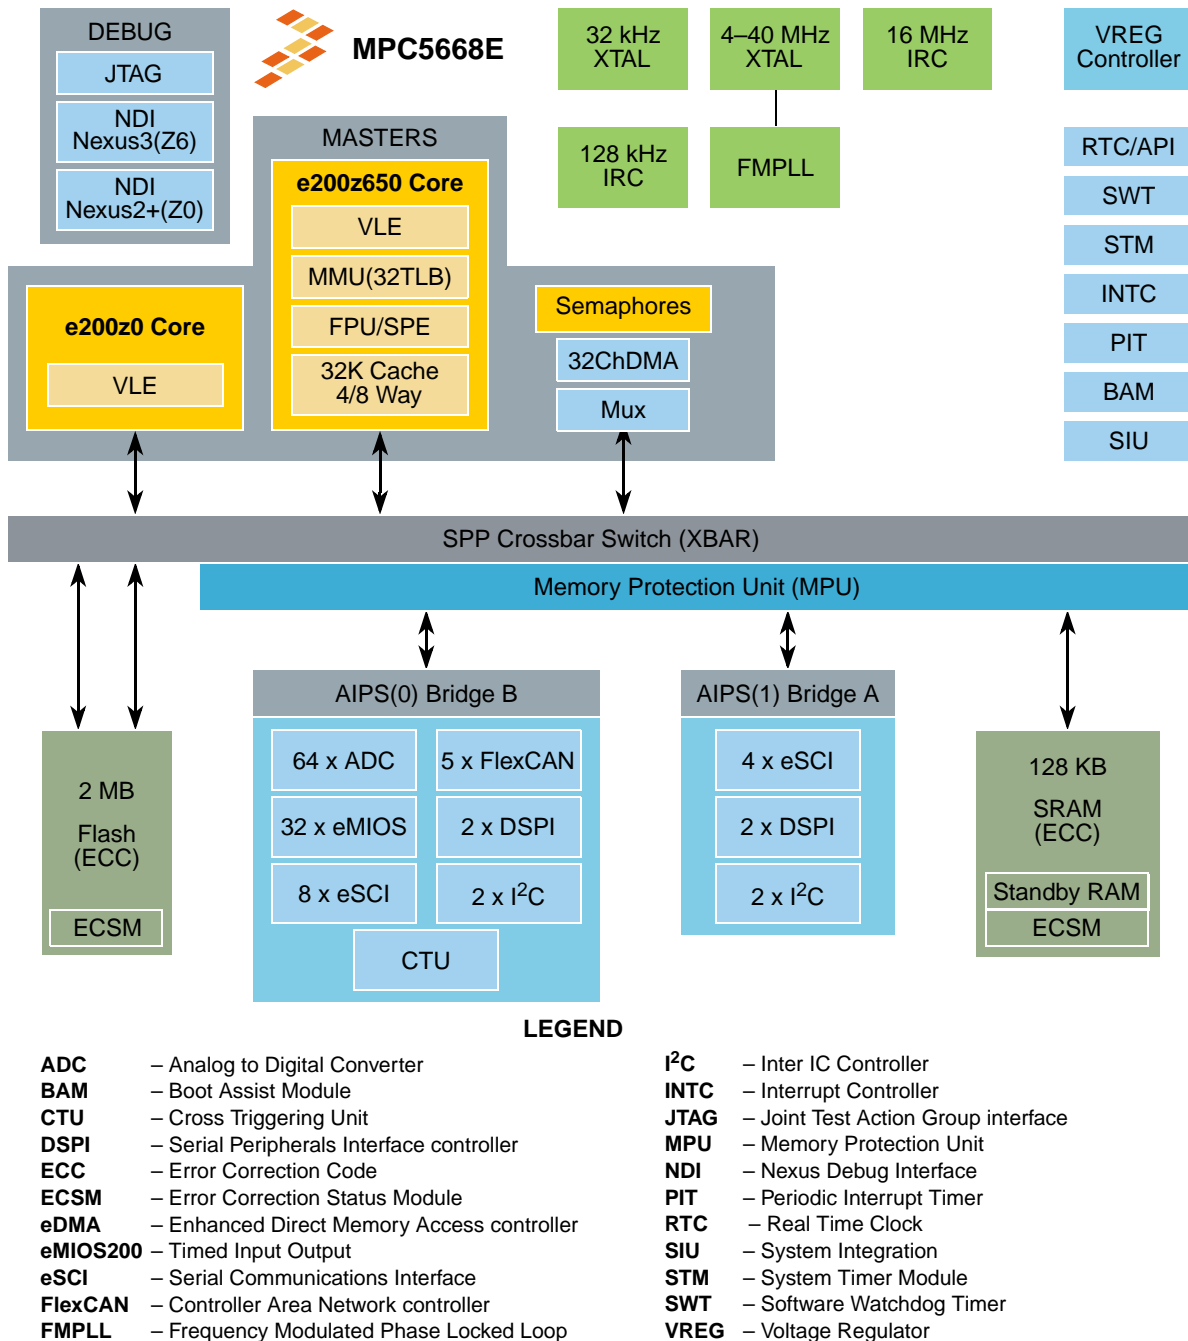 DEBUG
JTAG
NDI
Nexus3(Z6)
NDI
Nexus2+(Z0)
MPC5668E
32 kHz
XTAL
4–40 MHz
XTAL
16 MHz
IRC
128 kHz
IRC
FMPLL
VREG
Controller
RTC/API
SWT
STM
INTC
PIT
BAM
SIU
MASTERS
e200z650 Core
VLE
MMU(32TLB)
FPU/SPE
32K Cache
4/8 Way
e200z0 Core
VLE
Semaphores
32ChDMA
Mux
SPP Crossbar Switch (XBAR)
Memory Protection Unit (MPU)
2 MB
Flash
(ECC)
ECSM
AIPS(0) Bridge B
64 x ADC
5 x FlexCAN
32 x eMIOS
2 x DSPI
8 x eSCI
2 x I²C
CTU
AIPS(1) Bridge A
4 x eSCI
2 x DSPI
2 x I²C
128 KB
SRAM
(ECC)
Standby RAM
ECSM
LEGEND
ADC – Analog to Digital Converter
BAM – Boot Assist Module
CTU – Cross Triggering Unit
DSPI – Serial Peripherals Interface controller
ECC – Error Correction Code
ECSM – Error Correction Status Module
eDMA – Enhanced Direct Memory Access controller
eMIOS200 – Timed Input Output
eSCI – Serial Communications Interface
FlexCAN – Controller Area Network controller
FMPLL – Frequency Modulated Phase Locked Loop
I²C – Inter IC Controller
INTC – Interrupt Controller
JTAG – Joint Test Action Group interface
MPU – Memory Protection Unit
NDI – Nexus Debug Interface
PIT – Periodic Interrupt Timer
RTC – Real Time Clock
SIU – System Integration
STM – System Timer Module
SWT – Software Watchdog Timer
VREG – Voltage Regulator